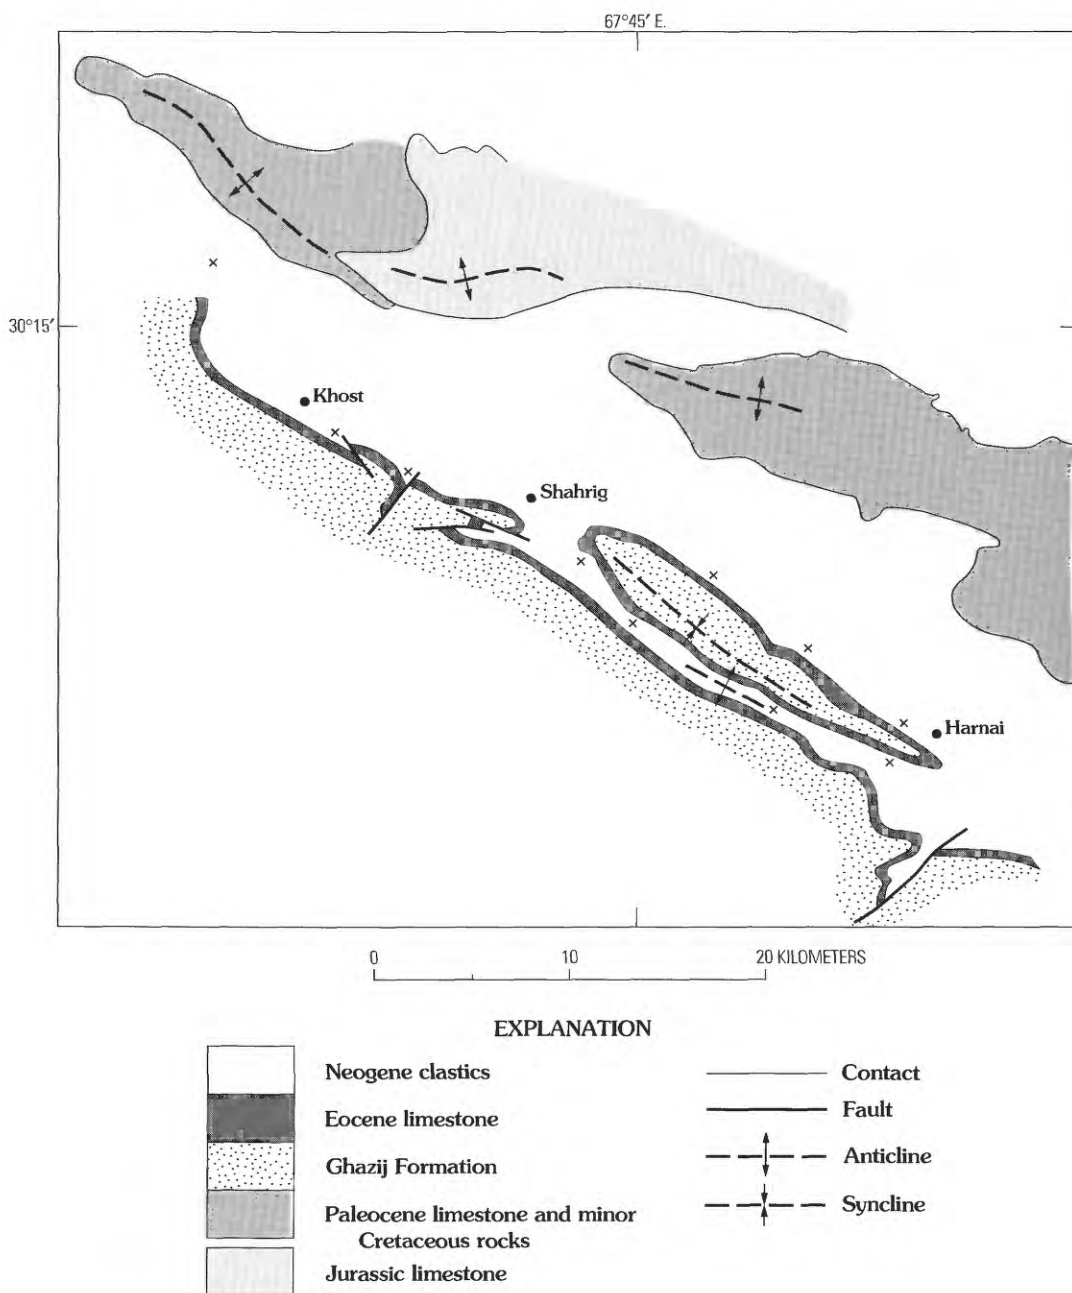 67°45′ E.
30°15′
Khost
Shahrig
Harnai
0 10 20 KILOMETERS
EXPLANATION
Neogene clastics
Eocene limestone
Ghazij Formation
Paleocene limestone and minor
Cretaceous rocks
Jurassic limestone
Contact
Fault
Anticline
Syncline